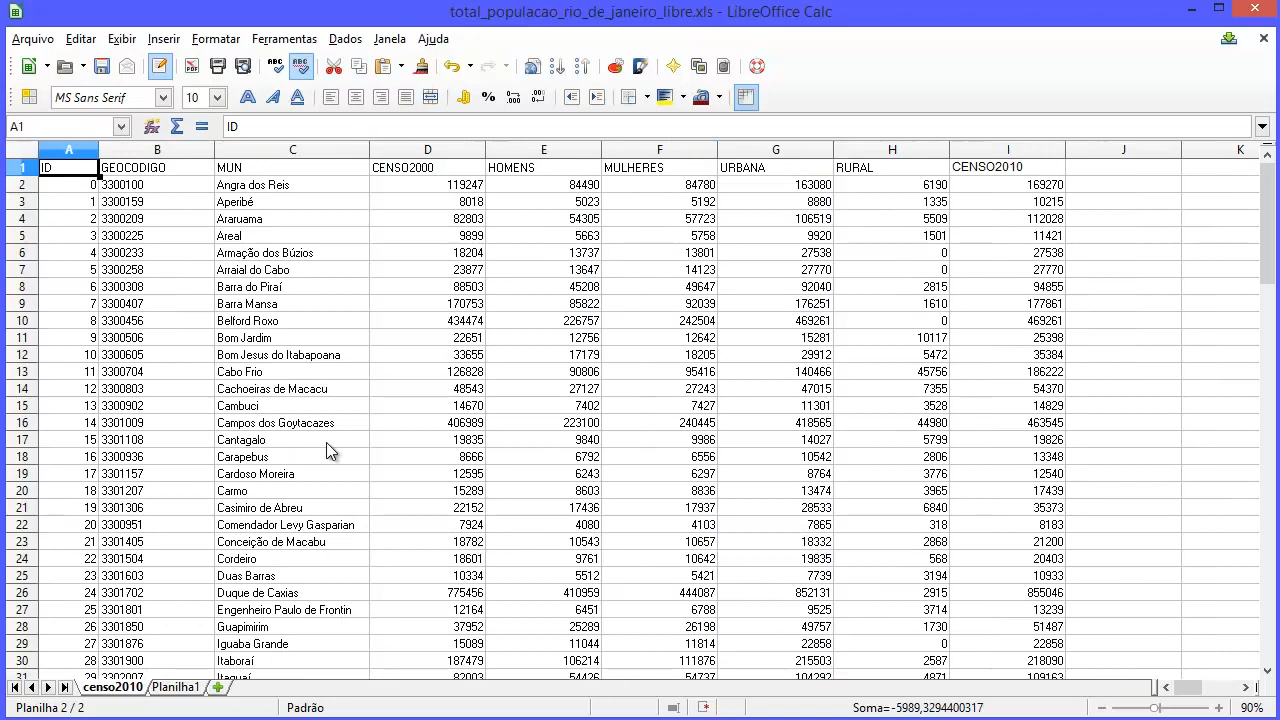 total_populacao_rio_de_janeiro_libre.xls - LibreOffice Calc
Arquivo Editar Exibir Inserir Formatar Ferramentas Dados Janela Ajuda
MS Sans Serif 10
A1 ID
A B C D E F G H I J K
1 ID GEOCODIGO MUN CENSO2000 HOMENS MULHERES URBANA RURAL CENSO2010
2 0 3300100 Angra dos Reis 119247 84490 84780 163080 6190 169270
3 1 3300159 Aperibé 8018 5023 5192 8880 1335 10215
4 2 3300209 Araruama 82803 54305 57723 106519 5509 112028
5 3 3300225 Areal 9899 5663 5758 9920 1501 11421
6 4 3300233 Armação dos Búzios 18204 13737 13801 27538 0 27538
7 5 3300258 Arraial do Cabo 23877 13647 14123 27770 0 27770
8 6 3300308 Barra do Piraí 88503 45208 49647 92040 2815 94855
9 7 3300407 Barra Mansa 170753 85822 92039 176251 1610 177861
10 8 3300456 Belford Roxo 434474 226757 242504 469261 0 469261
11 9 3300506 Bom Jardim 22651 12756 12642 15281 10117 25398
12 10 3300605 Bom Jesus do Itabapoana 33655 17179 18205 29912 5472 35384
13 11 3300704 Cabo Frio 126828 90806 95416 140466 45756 186222
14 12 3300803 Cachoeiras de Macacu 48543 27127 27243 47015 7355 54370
15 13 3300902 Cambuci 14670 7402 7427 11301 3528 14829
16 14 3301009 Campos dos Goytacazes 406989 223100 240445 418565 44980 463545
17 15 3301108 Cantagalo 19835 9840 9986 14027 5799 19826
18 16 3300936 Carapebus 8666 6792 6556 10542 2806 13348
19 17 3301157 Cardoso Moreira 12595 6243 6297 8764 3776 12540
20 18 3301207 Carmo 15289 8603 8836 13474 3965 17439
21 19 3301306 Casimiro de Abreu 22152 17436 17937 28533 6840 35373
22 20 3300951 Comendador Levy Gasparian 7924 4080 4103 7865 318 8183
23 21 3301405 Conceição de Macabu 18782 10543 10657 18332 2868 21200
24 22 3301504 Cordeiro 18601 9761 10642 19835 568 20403
25 23 3301603 Duas Barras 10334 5512 5421 7739 3194 10933
26 24 3301702 Duque de Caxias 775456 410959 444087 852131 2915 855046
27 25 3301801 Engenheiro Paulo de Frontin 12164 6451 6788 9525 3714 13239
28 26 3301850 Guapimirim 37952 25289 26198 49757 1730 51487
29 27 3301876 Iguaba Grande 15089 11044 11814 22858 0 22858
30 28 3301900 Itaboraí 187479 106214 111876 215503 2587 218090
31 29 3302007 Itaguaí 82003 54426 54737 104292 4871 109163
censo2010 Planilha1
Planilha 2 / 2 Padrão Soma=-5989,3294400317 90%